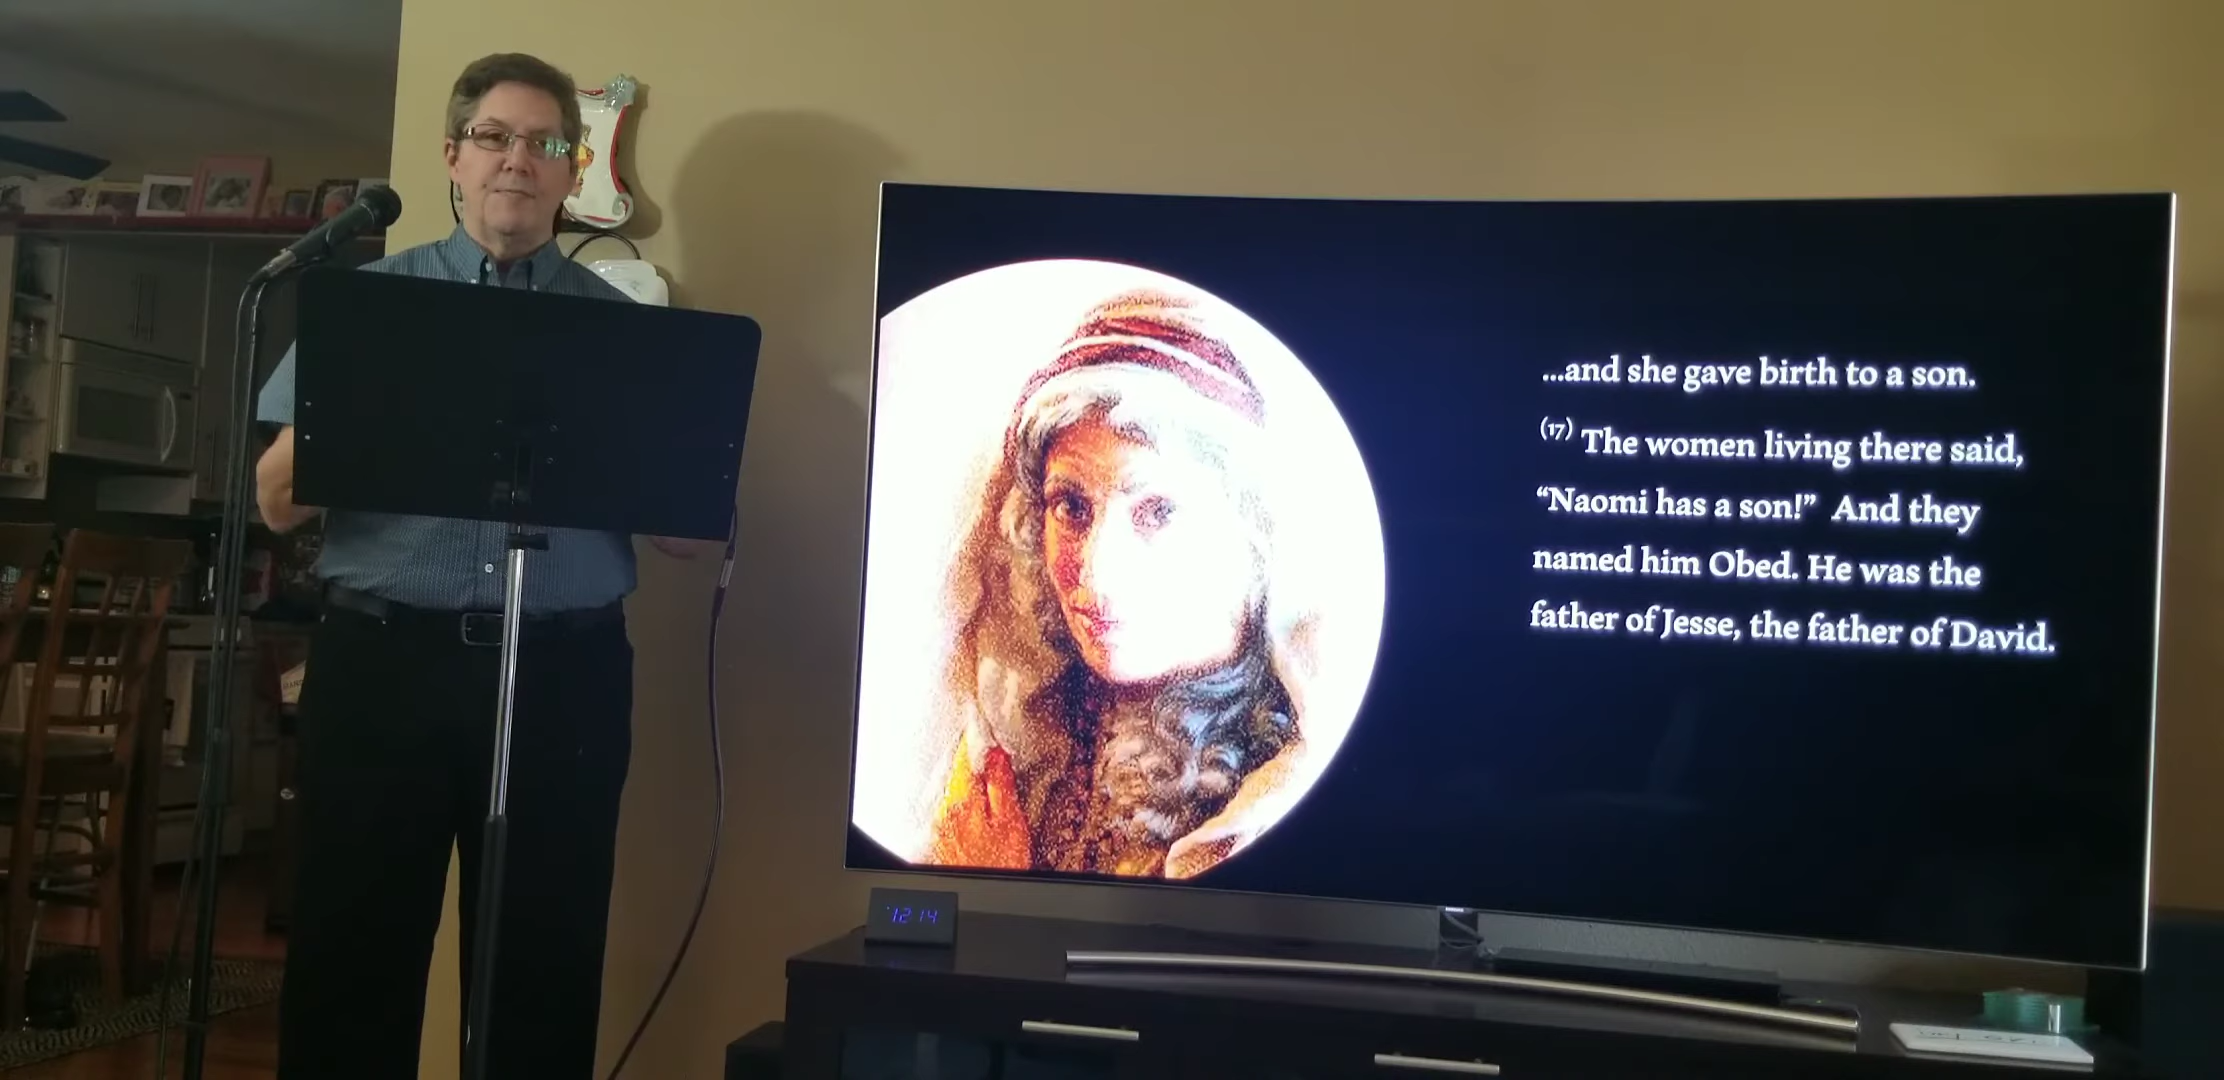 ...and she gave birth to a son.
(17) The women living there said,
“Naomi has a son!” And they
named him Obed. He was the
father of Jesse, the father of David.
12 14